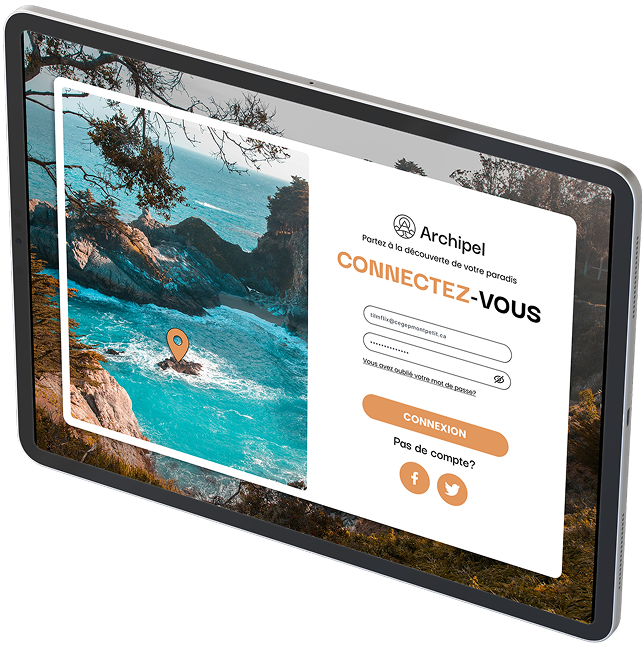 Archipel
Partez à la découverte de votre paradis
CONNECTEZ-VOUS
tiimflix@cegepmontpetit.ca
••••••••••••••
Vous avez oublié votre mot de passe?
CONNEXION
Pas de compte?